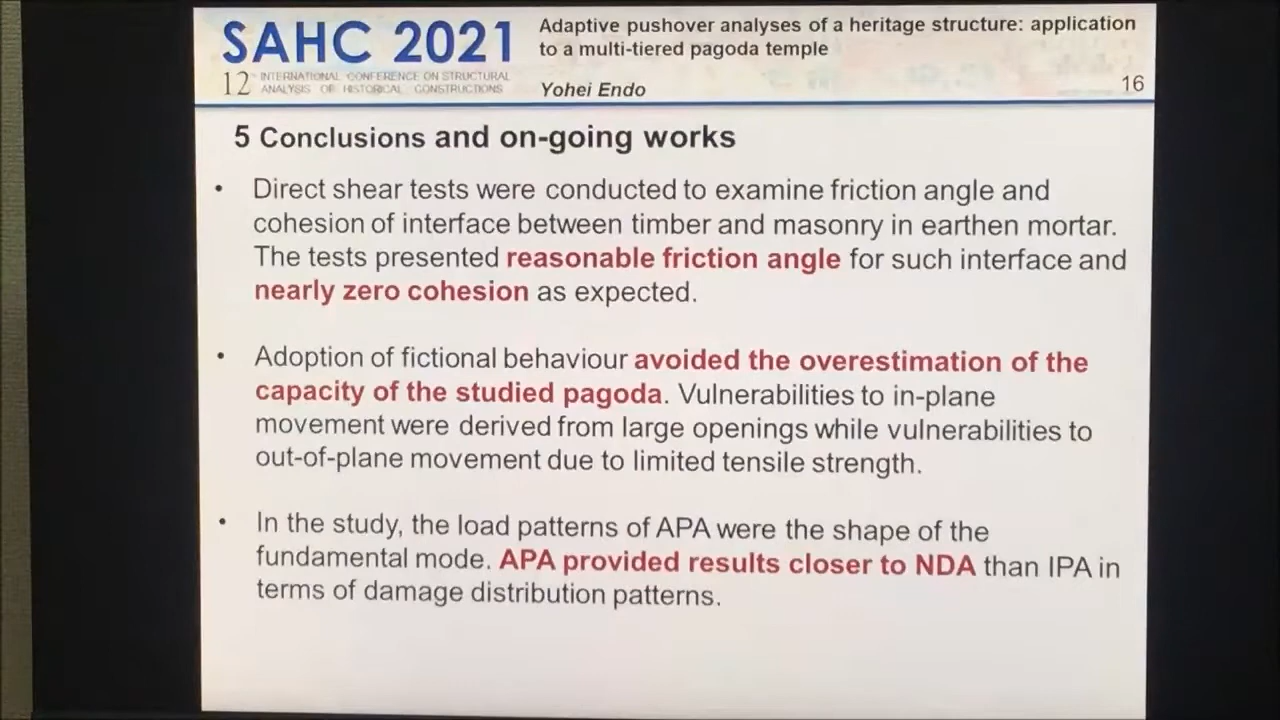 SAHC 2021
12th INTERNATIONAL CONFERENCE ON STRUCTURAL
ANALYSIS OF HISTORICAL CONSTRUCTIONS
Adaptive pushover analyses of a heritage structure: application
to a multi-tiered pagoda temple
Yohei Endo
16
5 Conclusions and on-going works
• Direct shear tests were conducted to examine friction angle and
cohesion of interface between timber and masonry in earthen mortar.
The tests presented reasonable friction angle for such interface and
nearly zero cohesion as expected.
• Adoption of fictional behaviour avoided the overestimation of the
capacity of the studied pagoda. Vulnerabilities to in-plane
movement were derived from large openings while vulnerabilities to
out-of-plane movement due to limited tensile strength.
• In the study, the load patterns of APA were the shape of the
fundamental mode. APA provided results closer to NDA than IPA in
terms of damage distribution patterns.